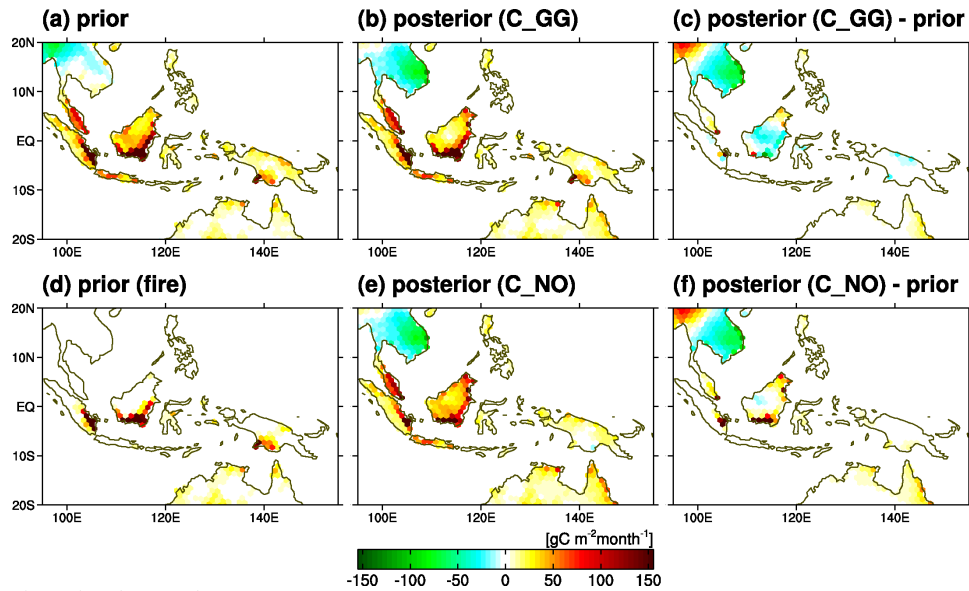 (a) prior
(b) posterior (C_GG)
(c) posterior (C_GG) - prior
20N
10N
EQ
10S
20S
100E 120E 140E
100E 120E 140E
100E 120E 140E
(d) prior (fire)
(e) posterior (C_NO)
(f) posterior (C_NO) - prior
20N
10N
EQ
10S
20S
100E 120E 140E
100E 120E 140E
100E 120E 140E
[gC m⁻²month⁻¹]
-150 -100 -50 0 50 100 150